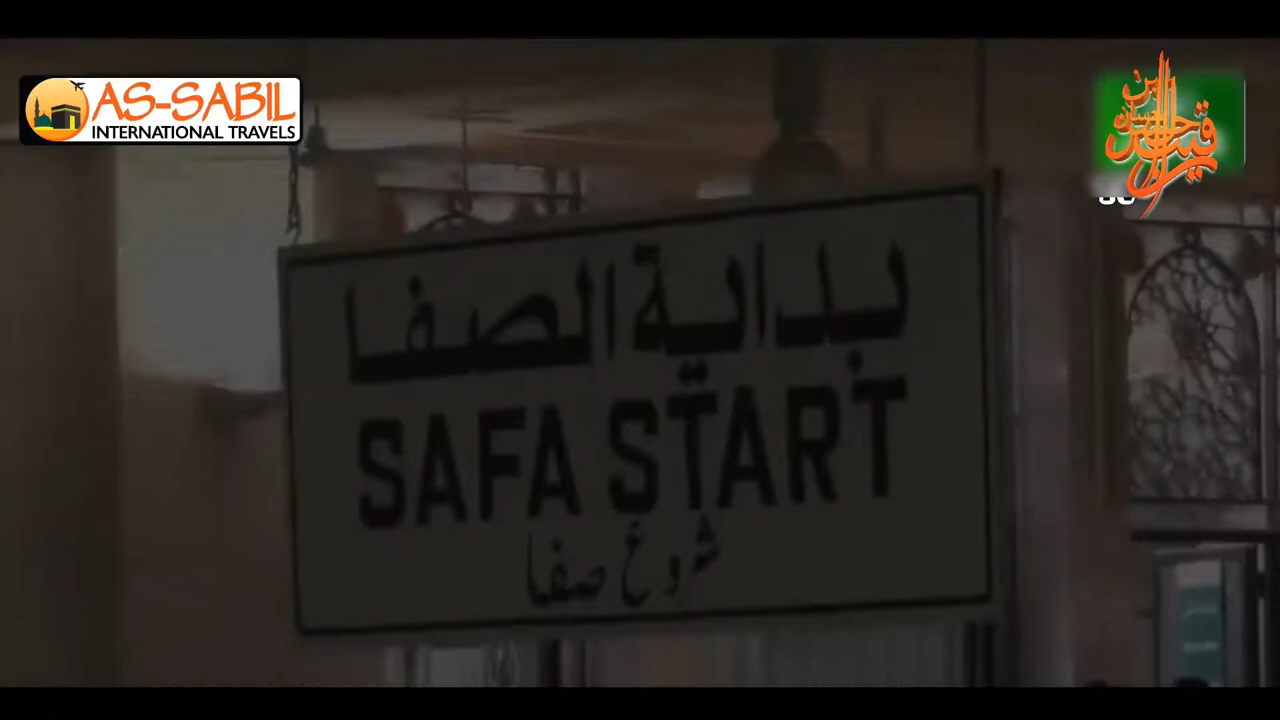 AS-SABIL
INTERNATIONAL TRAVELS
بداية الصفا
SAFA START
شروع صفا